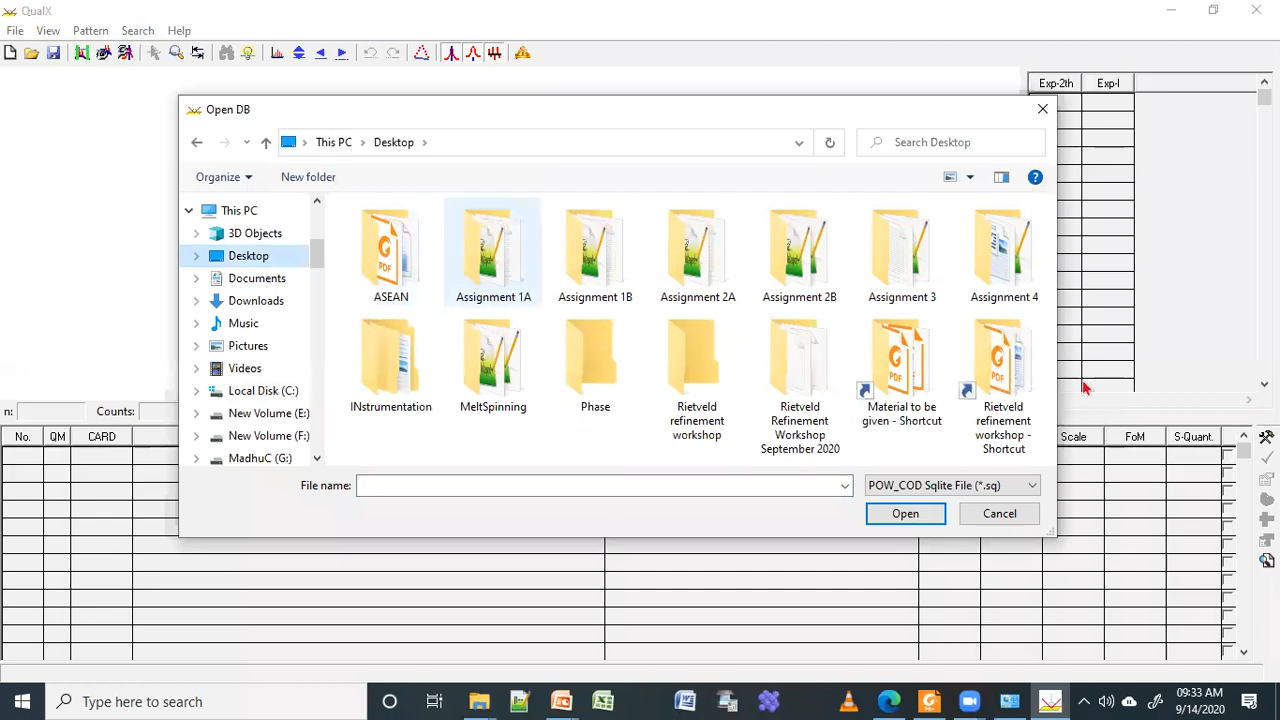 QualX
File View Pattern Search Help
Exp-2th Exp-I
Open DB
This PC Desktop
Search Desktop
Organize New folder
This PC
3D Objects
Desktop
Documents
Downloads
Music
Pictures
Videos
Local Disk (C:)
New Volume (E:)
New Volume (F:)
MadhuC (G:)
ASEAN
Assignment 1A
Assignment 1B
Assignment 2A
Assignment 2B
Assignment 3
Assignment 4
INstrumentation
MeltSpinning
Phase
Rietveld
refinement
workshop
Rietveld
Refinement
Workshop
September 2020
Material to be
given - Shortcut
Rietveld
refinement
workshop -
Shortcut
File name:
POW_COD Sqlite File (*.sq)
Open Cancel
n: Counts:
No. QM CARD Scale FoM S-Quant.
Type here to search
09:33 AM
9/14/2020